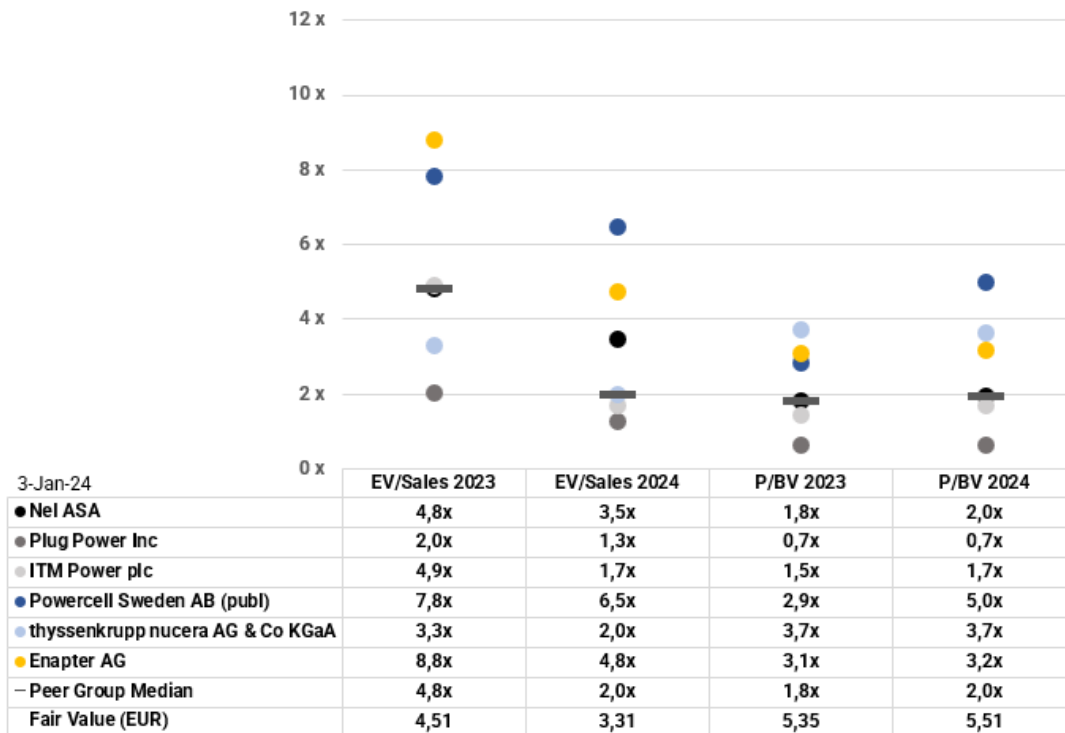 12 x
10 x
8 x
6 x
4 x
2 x
0 x
3-Jan-24 EV/Sales 2023 EV/Sales 2024 P/BV 2023 P/BV 2024
Nel ASA 4,8x 3,5x 1,8x 2,0x
Plug Power Inc 2,0x 1,3x 0,7x 0,7x
ITM Power plc 4,9x 1,7x 1,5x 1,7x
Powercell Sweden AB (publ) 7,8x 6,5x 2,9x 5,0x
thyssenkrupp nucera AG & Co KGaA 3,3x 2,0x 3,7x 3,7x
Enapter AG 8,8x 4,8x 3,1x 3,2x
Peer Group Median 4,8x 2,0x 1,8x 2,0x
Fair Value (EUR) 4,51 3,31 5,35 5,51